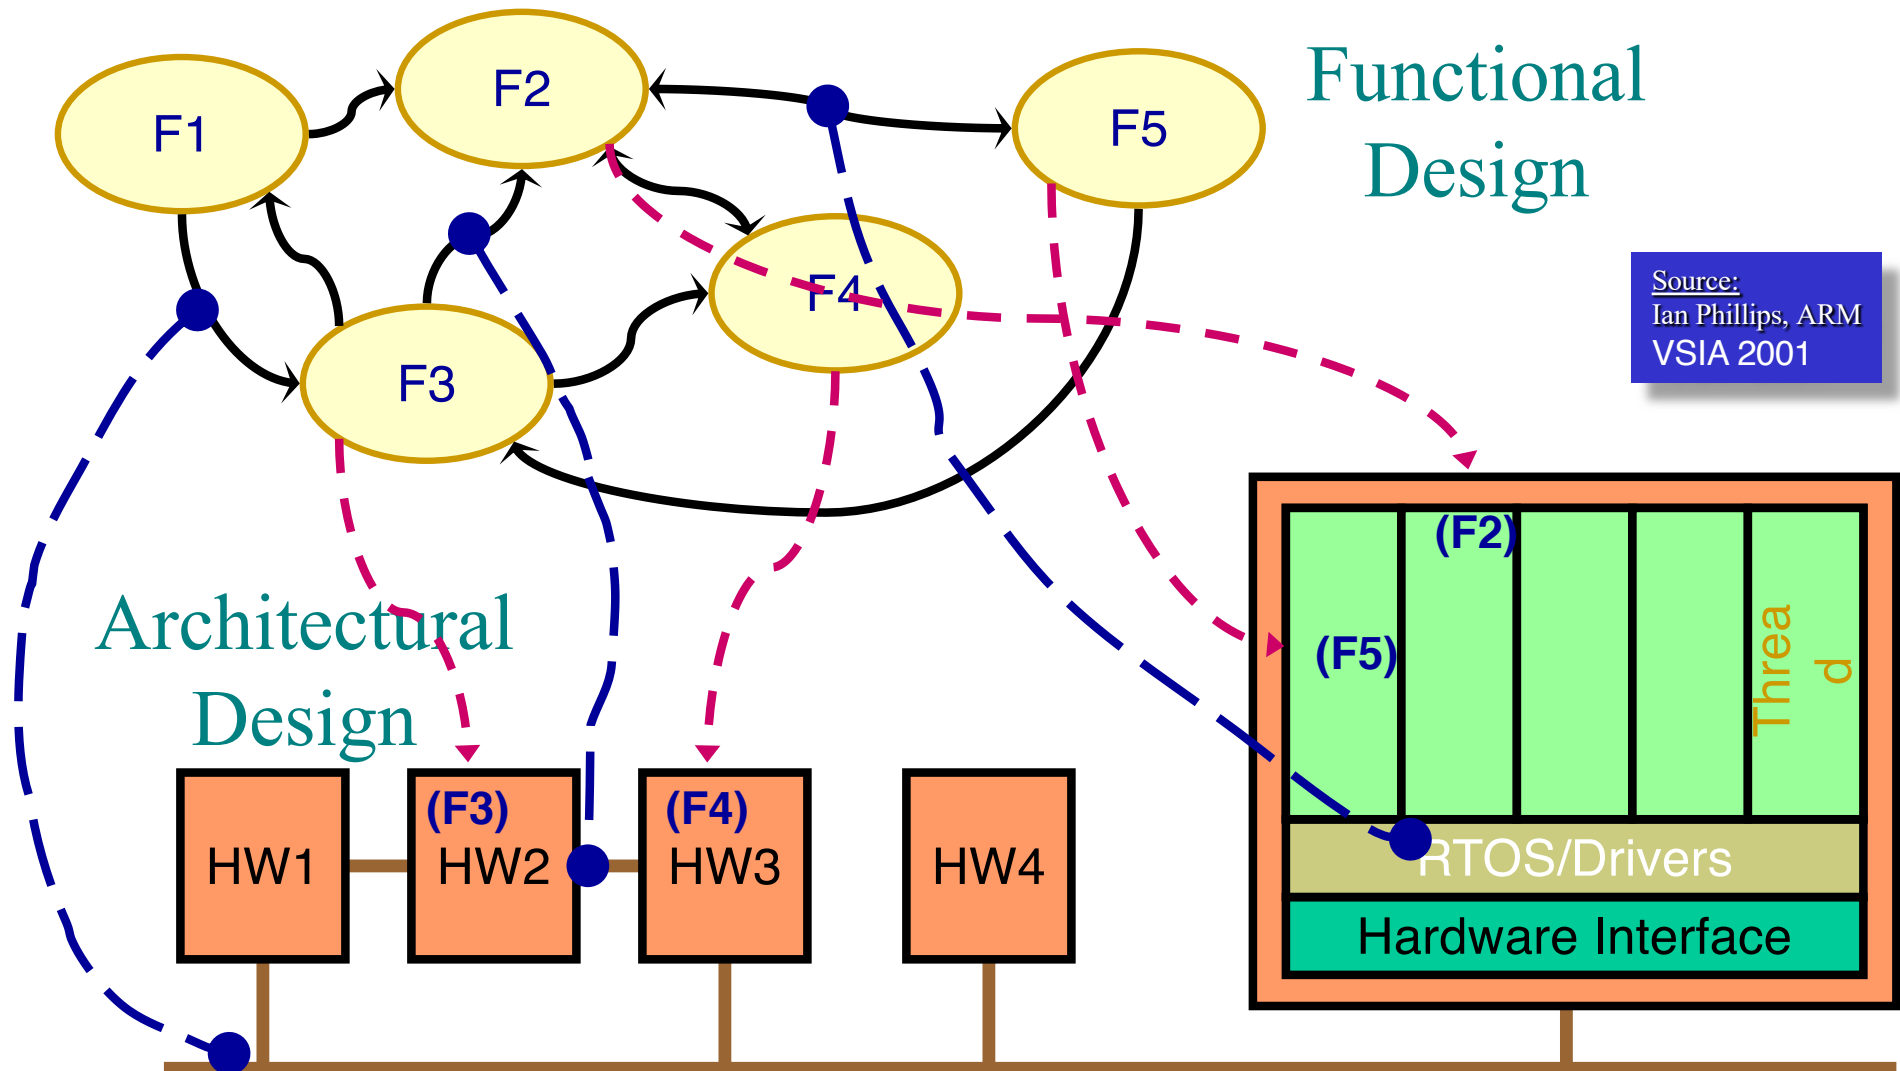 F1
F2
F5
Functional
Design
Source:
Ian Phillips, ARM
VSIA 2001
F4
F3
Architectural
Design
(F2)
(F5)
Threa
d
(F3)
(F4)
HW1
HW2
HW3
HW4
RTOS/Drivers
Hardware Interface